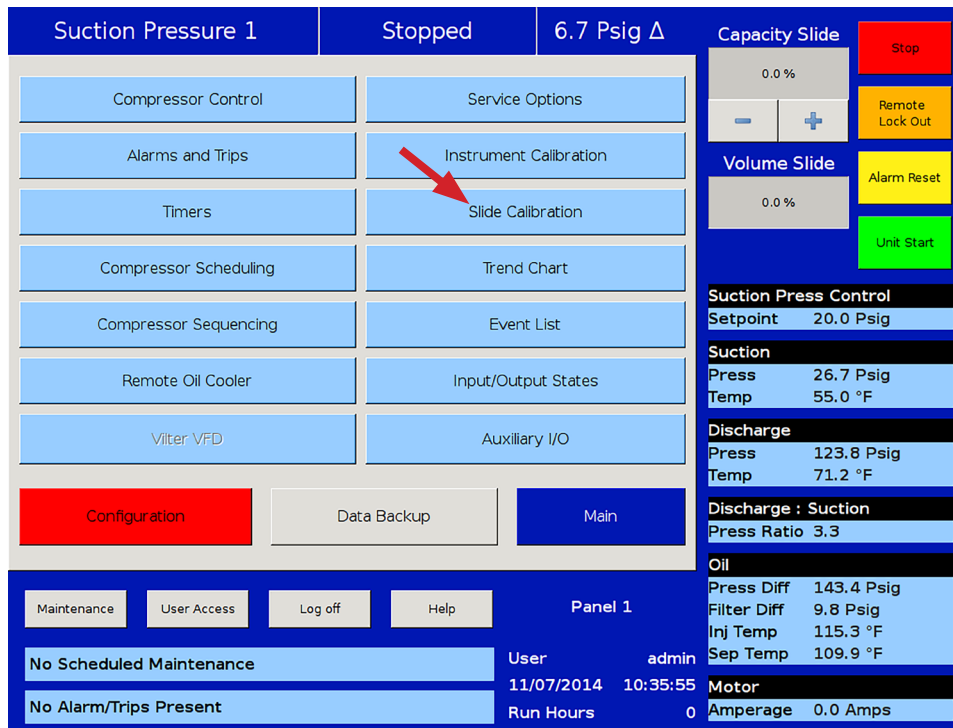 Suction Pressure 1 Stopped 6.7 Psig Δ
Compressor Control Service Options
Alarms and Trips Instrument Calibration
Timers Slide Calibration
Compressor Scheduling Trend Chart
Compressor Sequencing Event List
Remote Oil Cooler Input/Output States
Vilter VFD Auxiliary I/O
Configuration Data Backup Main
Maintenance User Access Log off Help Panel 1
No Scheduled Maintenance
No Alarm/Trips Present
User admin
11/07/2014 10:35:55
Run Hours 0
Capacity Slide
0.0 %
− +
Volume Slide
0.0 %
Stop
Remote
Lock Out
Alarm Reset
Unit Start
Suction Press Control
Setpoint 20.0 Psig
Suction
Press 26.7 Psig
Temp 55.0 °F
Discharge
Press 123.8 Psig
Temp 71.2 °F
Discharge : Suction
Press Ratio 3.3
Oil
Press Diff 143.4 Psig
Filter Diff 9.8 Psig
Inj Temp 115.3 °F
Sep Temp 109.9 °F
Motor
Amperage 0.0 Amps